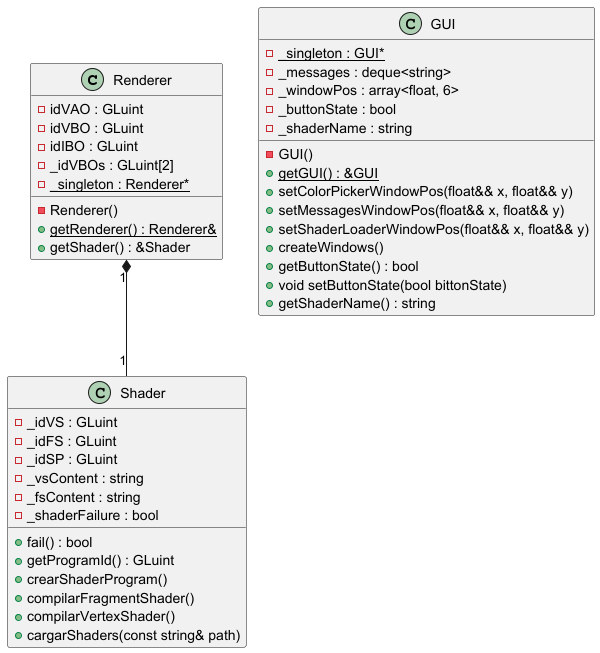 C Renderer
idVAO : GLuint
idVBO : GLuint
idIBO : GLuint
_idVBOs : GLuint[2]
_singleton : Renderer*
Renderer()
getRenderer() : Renderer&
getShader() : &Shader
C GUI
_singleton : GUI*
_messages : deque<string>
_windowPos : array<float, 6>
_buttonState : bool
_shaderName : string
GUI()
getGUI() : &GUI
setColorPickerWindowPos(float&& x, float&& y)
setMessagesWindowPos(float&& x, float&& y)
setShaderLoaderWindowPos(float&& x, float&& y)
createWindows()
getButtonState() : bool
void setButtonState(bool bittonState)
getShaderName() : string
1
1
C Shader
_idVS : GLuint
_idFS : GLuint
_idSP : GLuint
_vsContent : string
_fsContent : string
_shaderFailure : bool
fail() : bool
getProgramId() : GLuint
crearShaderProgram()
compilarFragmentShader()
compilarVertexShader()
cargarShaders(const string& path)